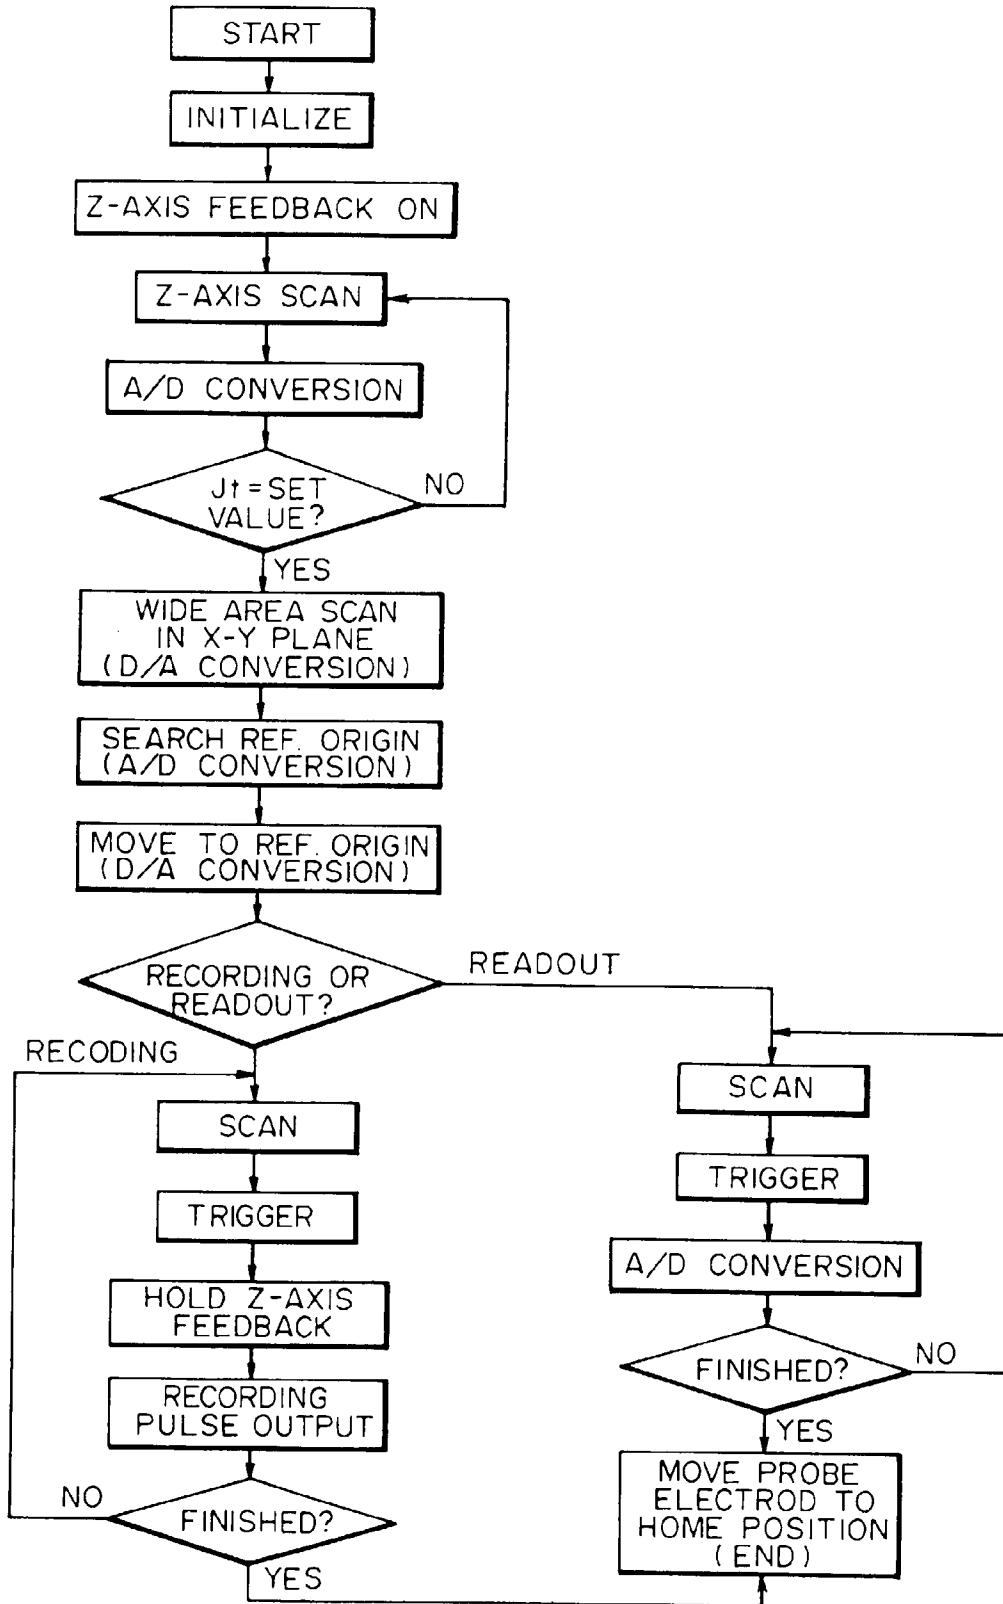 START
INITIALIZE
Z-AXIS FEEDBACK ON
Z-AXIS SCAN
A/D CONVERSION
Jt=SET
VALUE?
NO
YES
WIDE AREA SCAN
IN X-Y PLANE
(D/A CONVERSION)
SEARCH REF. ORIGIN
(A/D CONVERSION)
MOVE TO REF. ORIGIN
(D/A CONVERSION)
RECORDING OR
READOUT?
READOUT
RECODING
SCAN
TRIGGER
HOLD Z-AXIS
FEEDBACK
RECORDING
PULSE OUTPUT
FINISHED?
NO
YES
SCAN
TRIGGER
A/D CONVERSION
FINISHED?
NO
YES
MOVE PROBE
ELECTROD TO
HOME POSITION
(END)